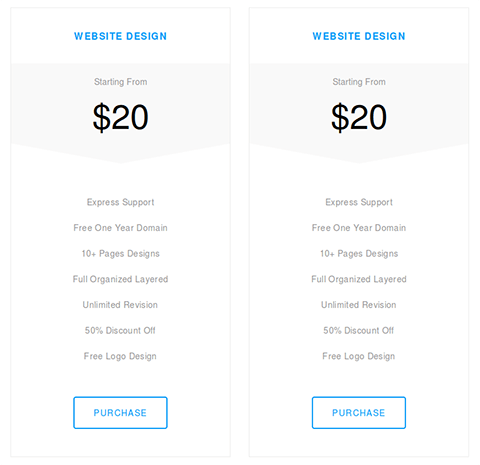 WEBSITE DESIGN
Starting From
$20
Express Support
Free One Year Domain
10+ Pages Designs
Full Organized Layered
Unlimited Revision
50% Discount Off
Free Logo Design
PURCHASE
WEBSITE DESIGN
Starting From
$20
Express Support
Free One Year Domain
10+ Pages Designs
Full Organized Layered
Unlimited Revision
50% Discount Off
Free Logo Design
PURCHASE